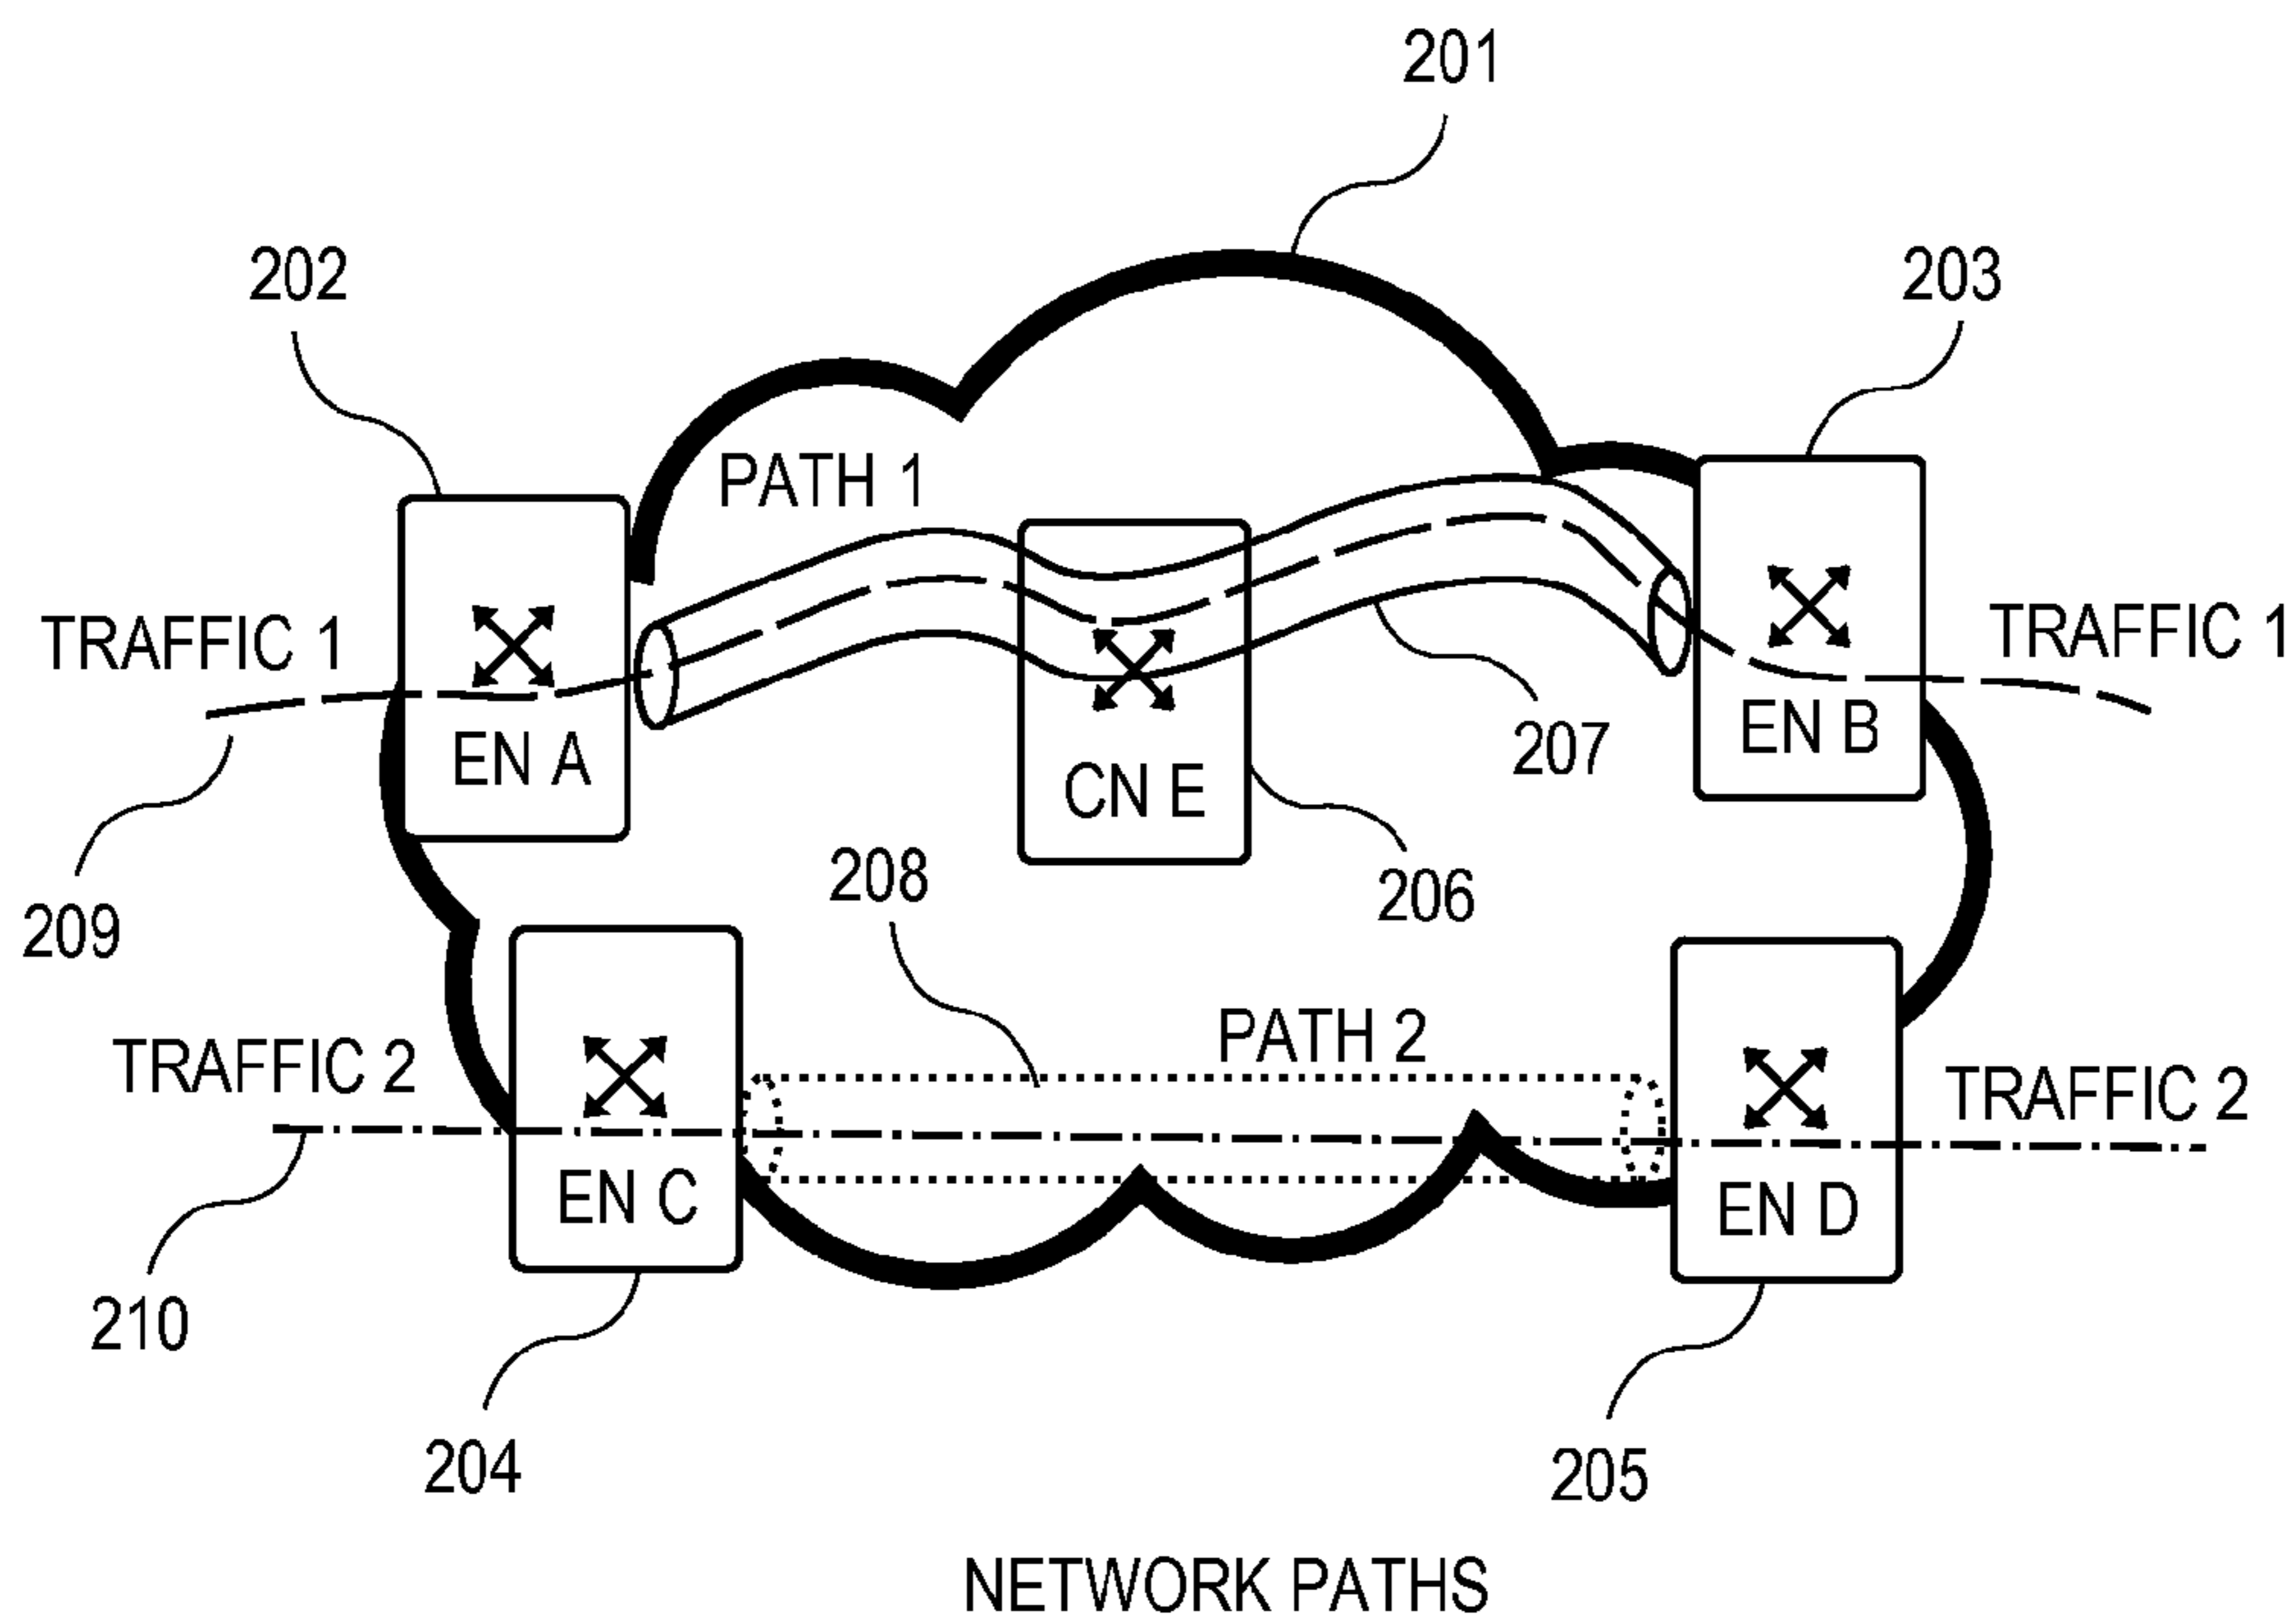 201
202
203
PATH 1
TRAFFIC 1
TRAFFIC 1
EN A
EN B
CN E
207
209
208
206
PATH 2
TRAFFIC 2
TRAFFIC 2
EN C
EN D
210
204
205
NETWORK PATHS